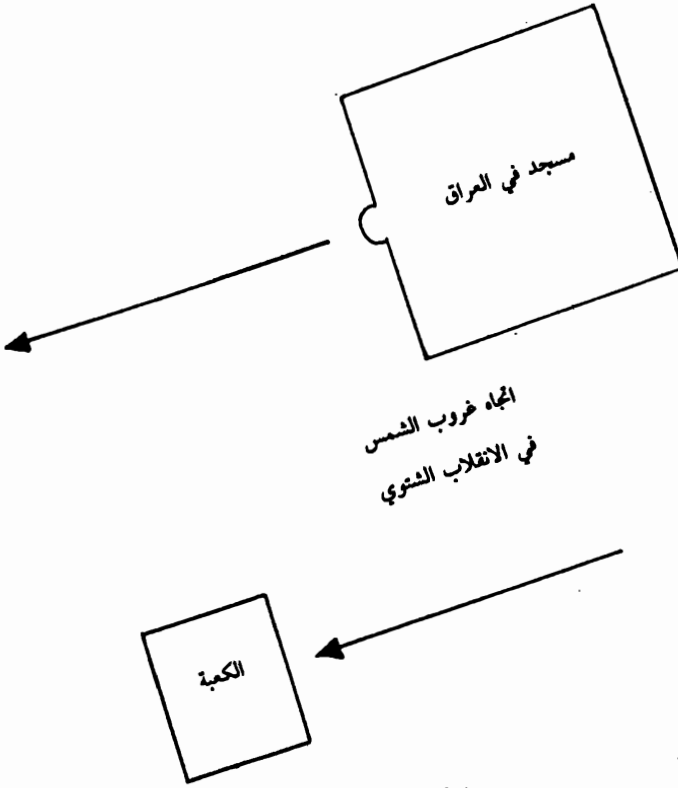 مسجد في العراق
اتجاه غروب الشمس
في الانقلاب الشتوي
الكعبة